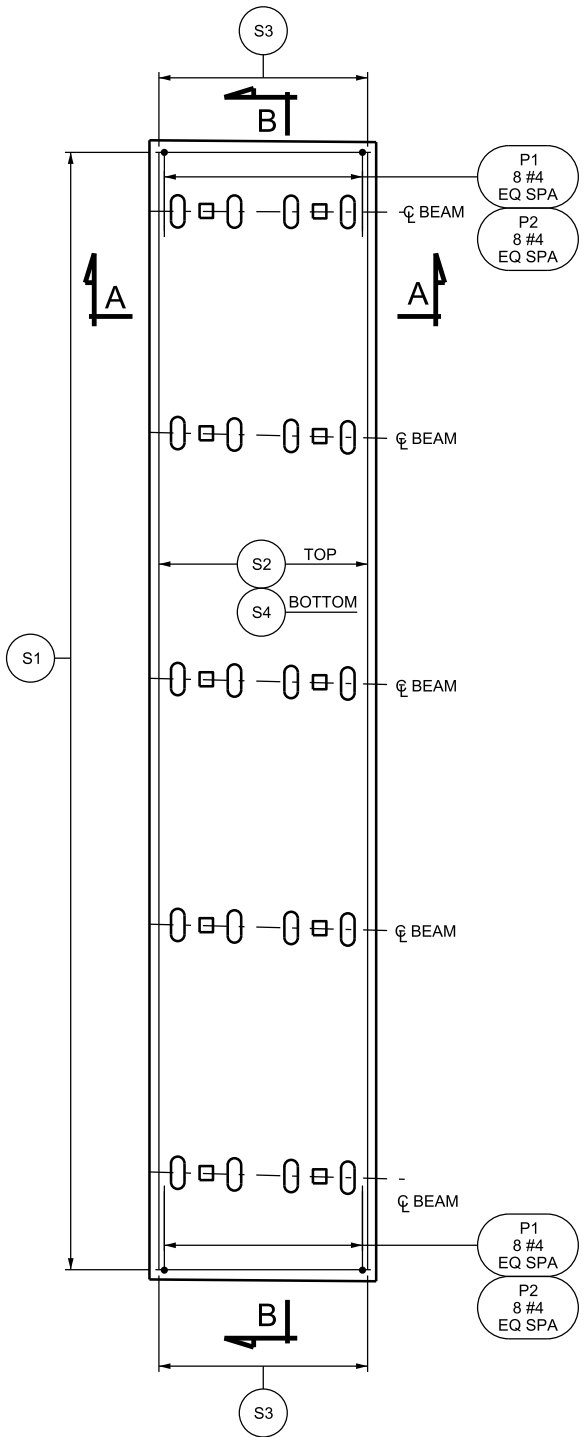 S3
B
P1
8 #4
EQ SPA
P2
8 #4
EQ SPA
℄ BEAM
A
A
℄ BEAM
S2
TOP
S4
BOTTOM
S1
℄ BEAM
℄ BEAM
℄ BEAM
P1
8 #4
EQ SPA
P2
8 #4
EQ SPA
B
S3